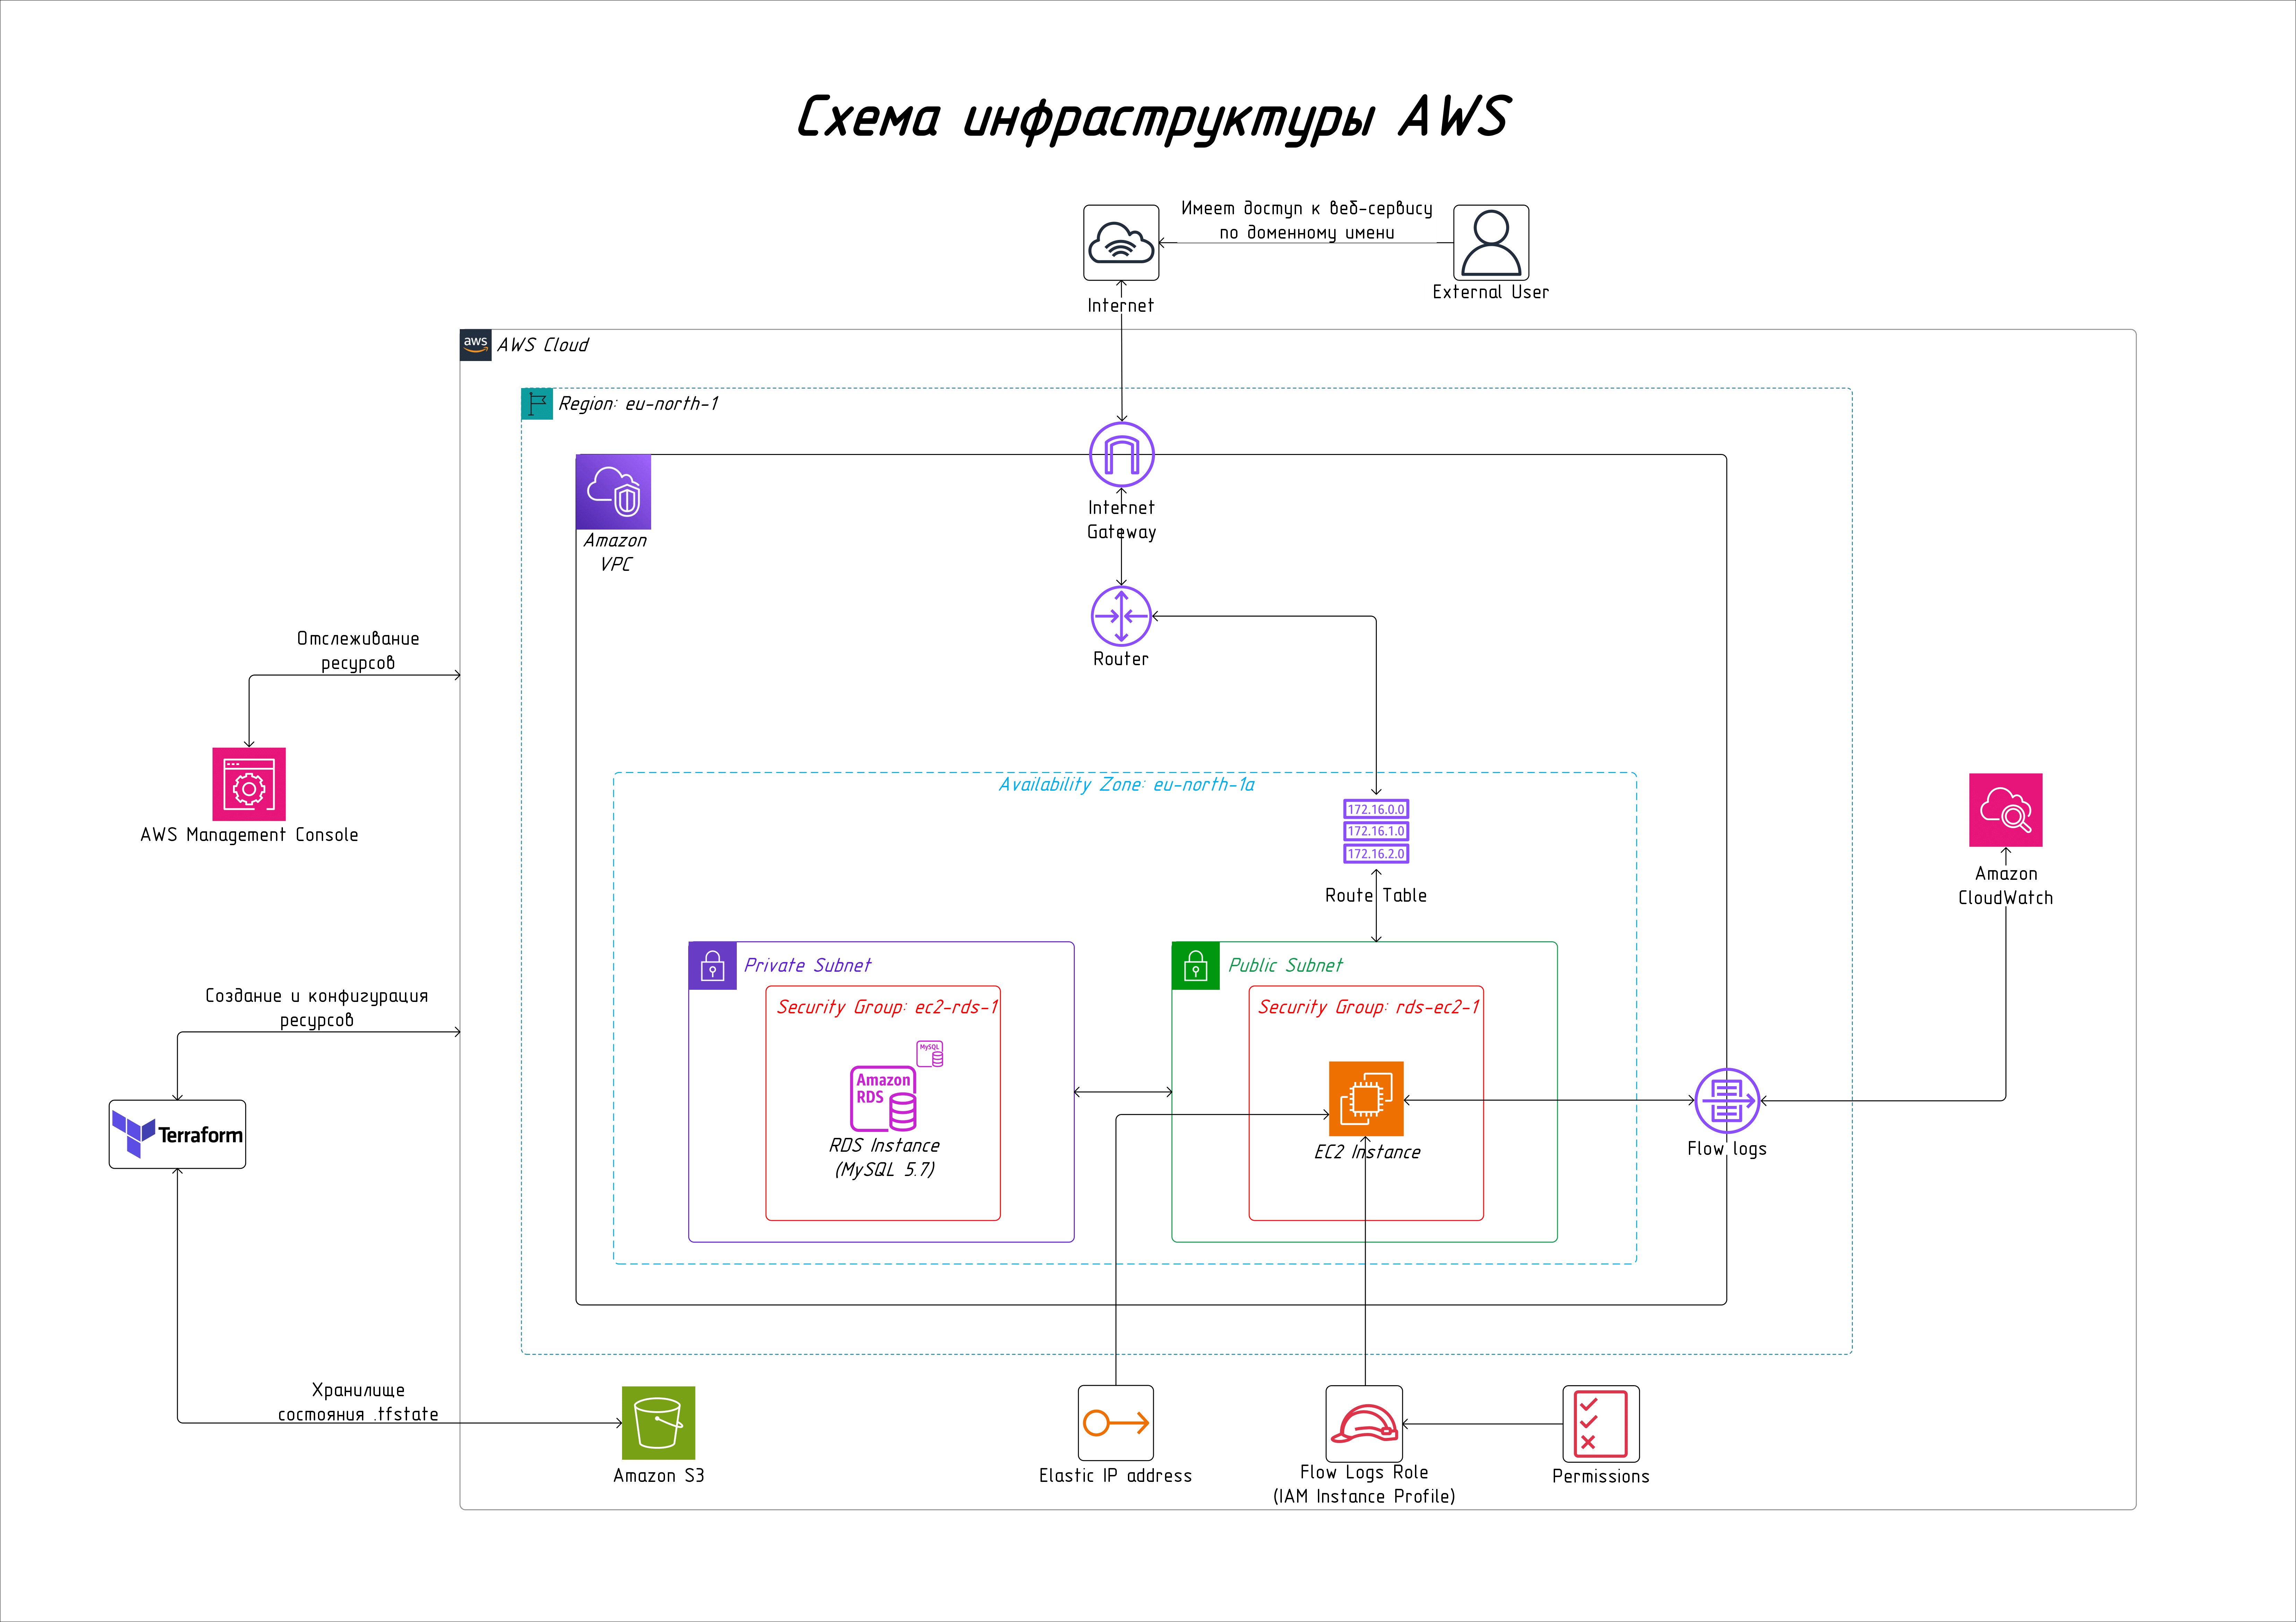 Схема инфраструктуры AWS
Имеет доступ к веб-сервису
по доменному имени
Internet
External User
aws
AWS Cloud
Region: eu-north-1
Amazon
VPC
Internet
Gateway
Router
Отслеживание
ресурсов
AWS Management Console
Availability Zone: eu-north-1a
172.16.0.0
172.16.1.0
172.16.2.0
Route Table
Amazon
CloudWatch
Private Subnet
Public Subnet
Security Group: ec2-rds-1
Security Group: rds-ec2-1
MySQL
Amazon
RDS
RDS Instance
(MySQL 5.7)
EC2 Instance
Flow logs
Создание и конфигурация
ресурсов
Terraform
Хранилище
состояния .tfstate
Amazon S3
Elastic IP address
Flow Logs Role
(IAM Instance Profile)
Permissions